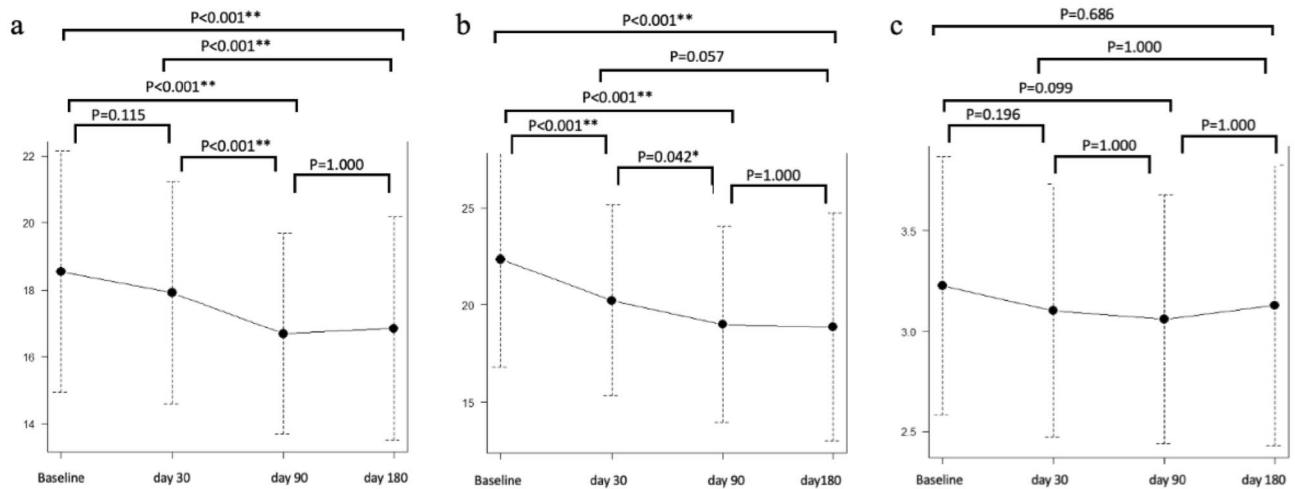 a
P<0.001**
P<0.001**
P<0.001**
P=0.115
P<0.001**
P=1.000
22
20
18
16
14
Baseline
day 30
day 90
day 180
b
P<0.001**
P=0.057
P<0.001**
P<0.001**
P=0.042*
P=1.000
25
20
15
Baseline
day 30
day 90
day180
c
P=0.686
P=1.000
P=0.099
P=0.196
P=1.000
P=1.000
3.5
3.0
2.5
Baseline
day 30
day 90
day 180